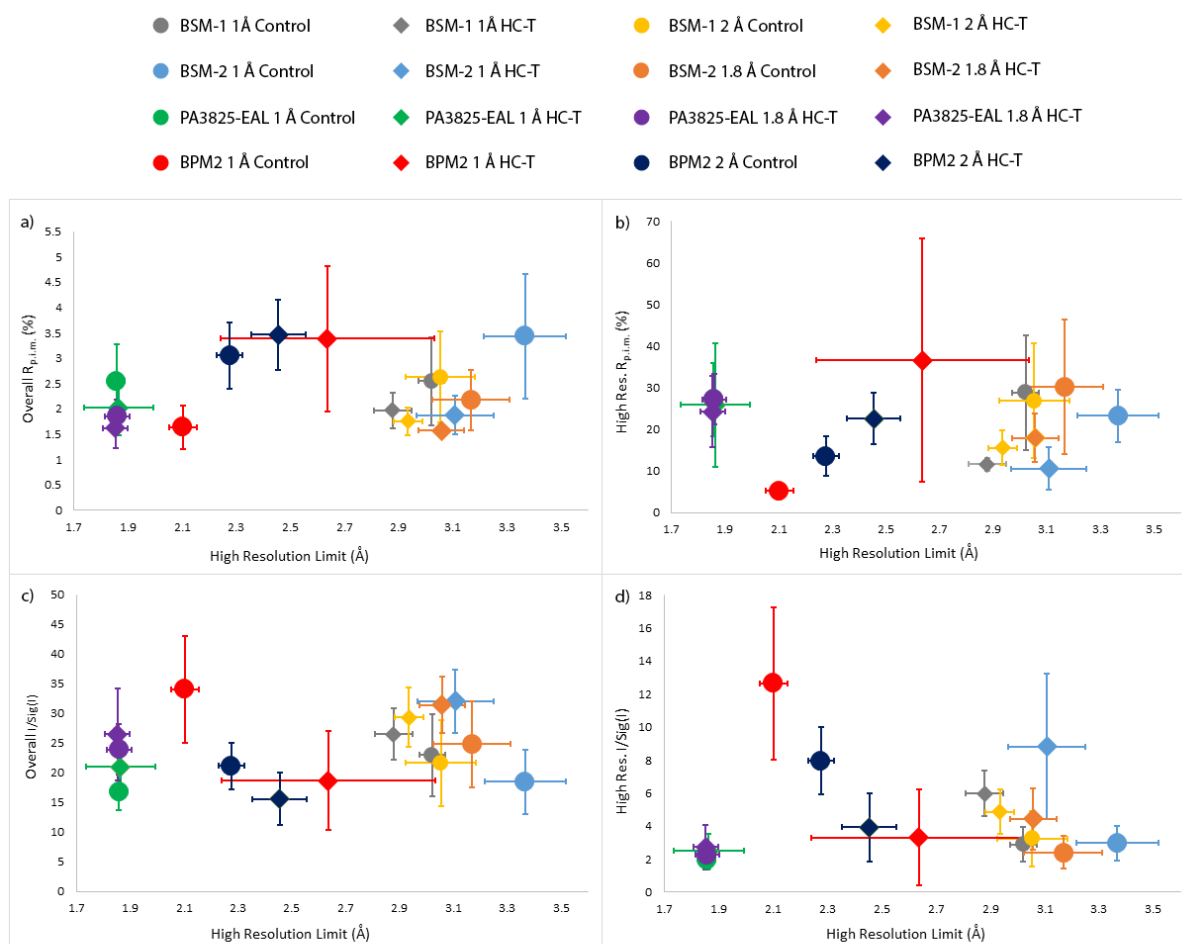 BSM-1 1Å Control BSM-1 1Å HC-T BSM-1 2 Å Control BSM-1 2 Å HC-T
BSM-2 1 Å Control BSM-2 1 Å HC-T BSM-2 1.8 Å Control BSM-2 1.8 Å HC-T
PA3825-EAL 1 Å Control PA3825-EAL 1 Å HC-T PA3825-EAL 1.8 Å HC-T PA3825-EAL 1.8 Å HC-T
BPM2 1 Å Control BPM2 1 Å HC-T BPM2 2 Å Control BPM2 2 Å HC-T
a)
Overall Rp.i.m. (%)
5.5
5
4.5
4
3.5
3
2.5
2
1.5
1
0.5
0
1.7 1.9 2.1 2.3 2.5 2.7 2.9 3.1 3.3 3.5
High Resolution Limit (Å)
b)
High Res. Rp.i.m. (%)
70
60
50
40
30
20
10
0
1.7 1.9 2.1 2.3 2.5 2.7 2.9 3.1 3.3 3.5
High Resolution Limit (Å)
c)
Overall I/Sig(I)
50
45
40
35
30
25
20
15
10
5
0
1.7 1.9 2.1 2.3 2.5 2.7 2.9 3.1 3.3 3.5
High Resolution Limit (Å)
d)
High Res. I/Sig(I)
18
16
14
12
10
8
6
4
2
0
1.7 1.9 2.1 2.3 2.5 2.7 2.9 3.1 3.3 3.5
High Resolution Limit (Å)